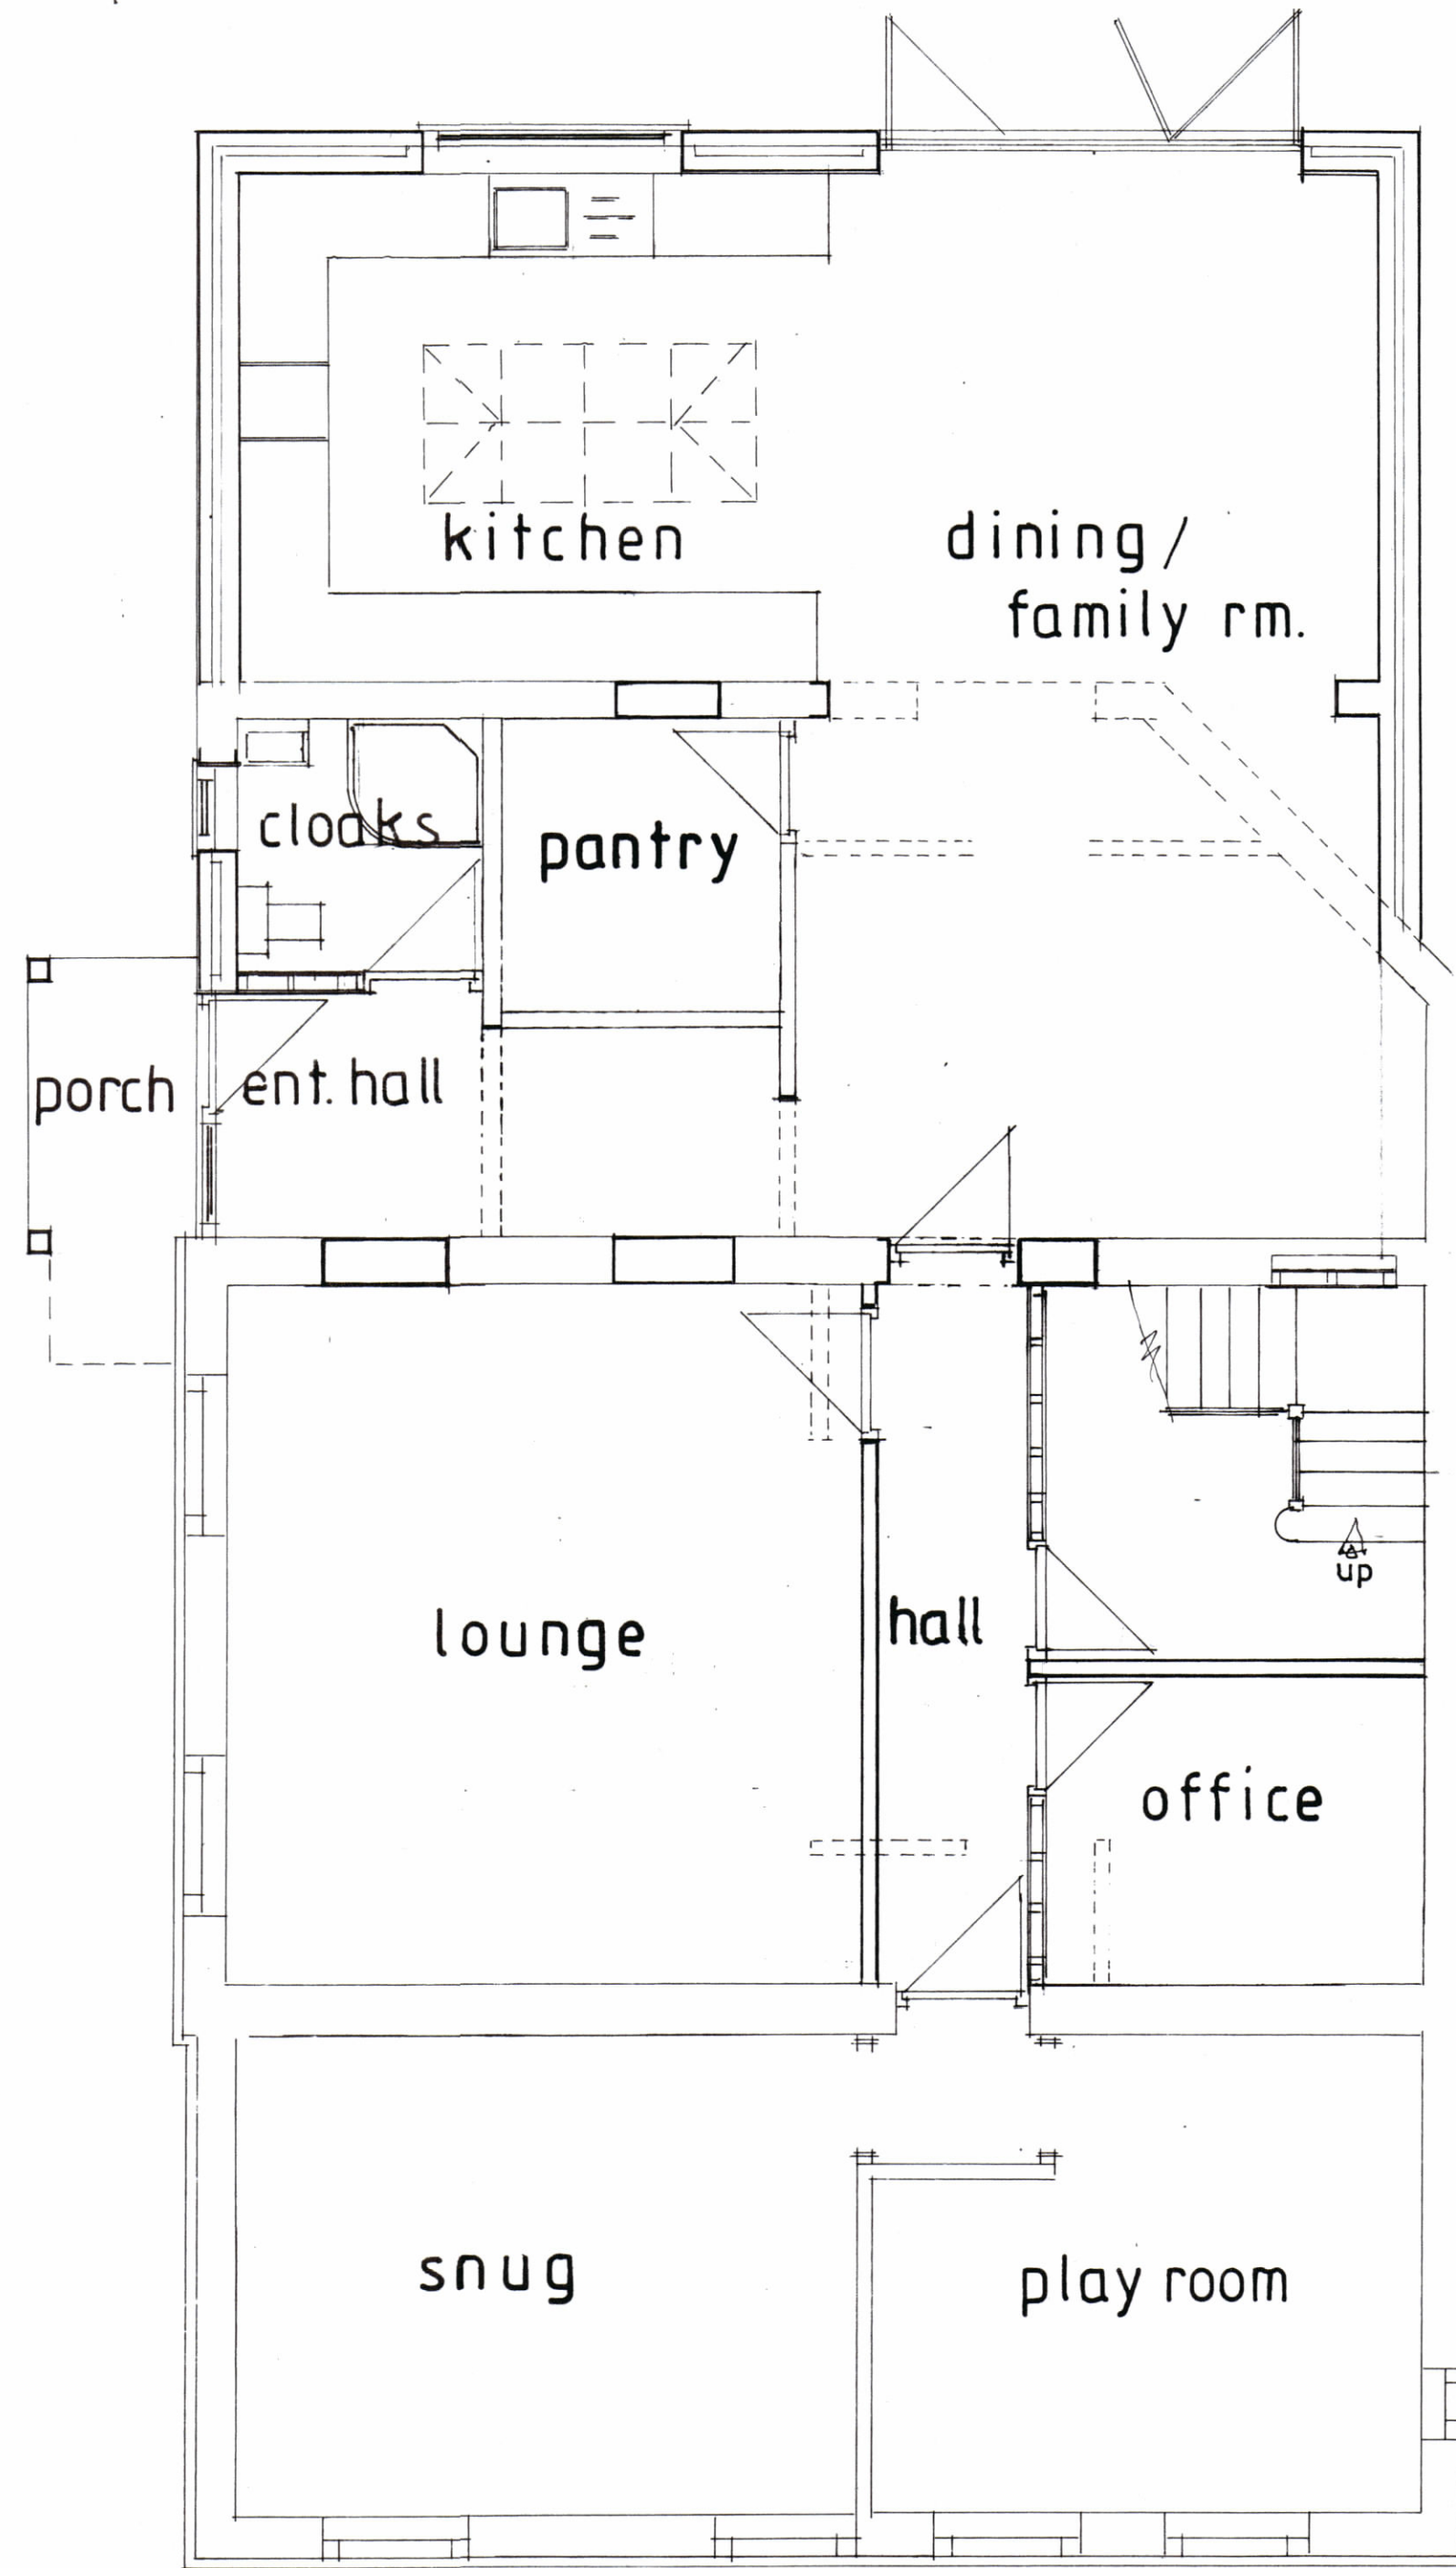 kitchen
dining/
family rm.
cloaks
pantry
porch
ent. hall
up
lounge
hall
office
snug
play room